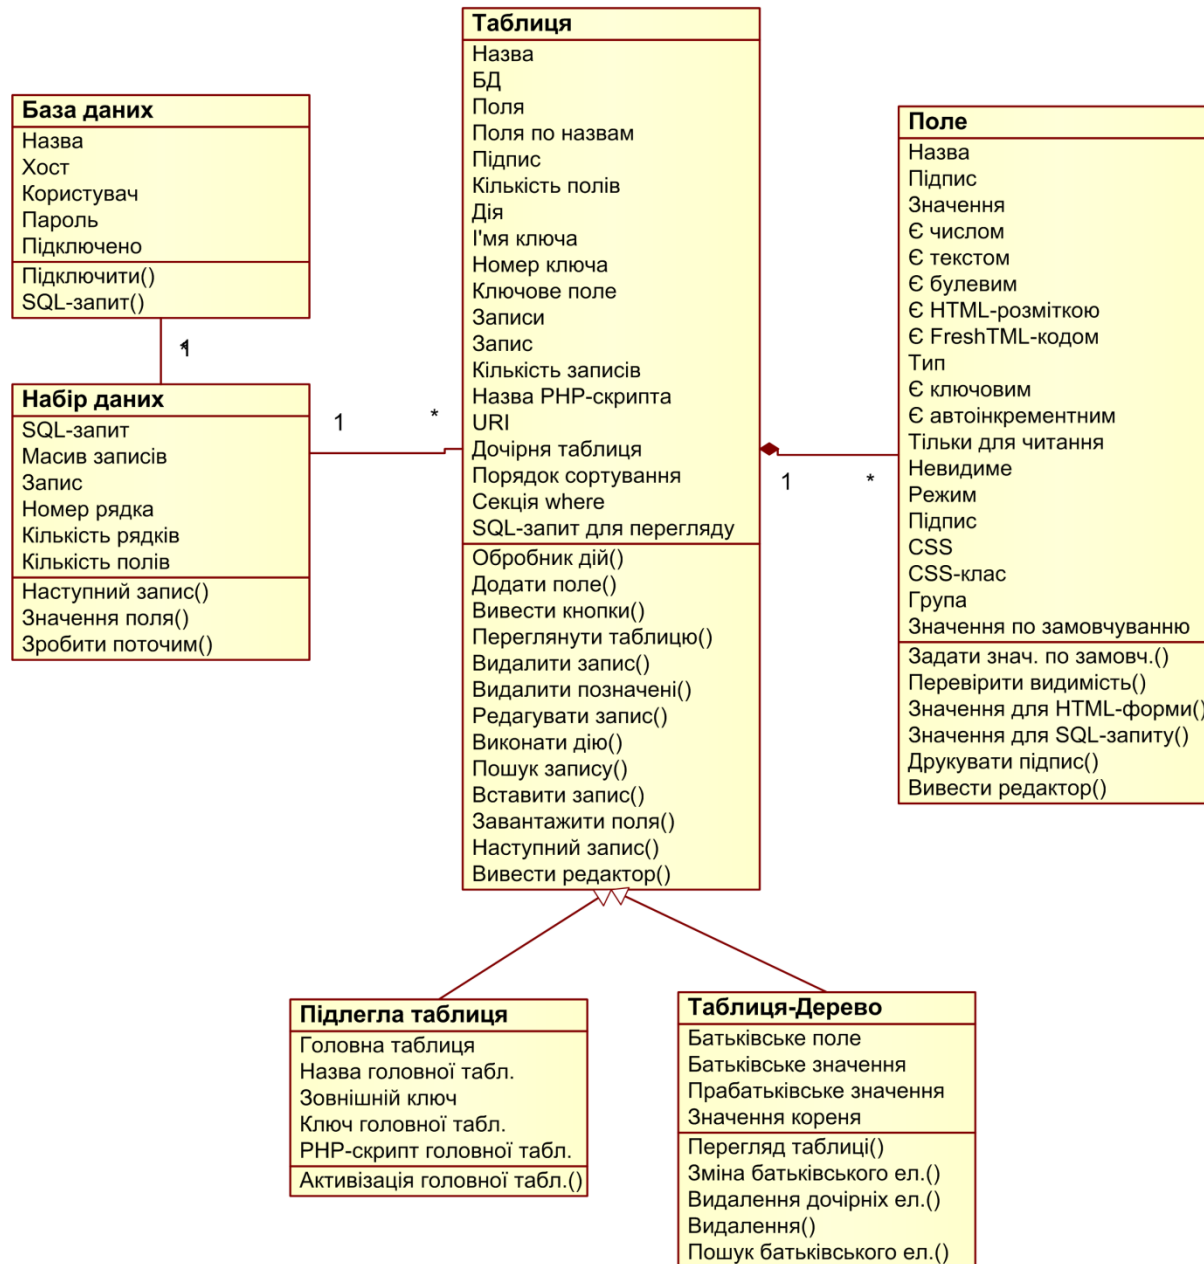 Таблиця
Назва
БД
Поля
Поля по назвам
Підпис
Кількість полів
Дія
І'мя ключа
Номер ключа
Ключове поле
Записи
Запис
Кількість записів
Назва PHP-скрипта
URI
Дочірня таблиця
Порядок сортування
Секція where
SQL-запит для перегляду
Обробник дій()
Додати поле()
Вивести кнопки()
Переглянути таблицю()
Видалити запис()
Видалити позначені()
Редагувати запис()
Виконати дію()
Пошук запису()
Вставити запис()
Завантажити поля()
Наступний запис()
Вивести редактор()
База даних
Назва
Хост
Користувач
Пароль
Підключено
Підключити()
SQL-запит()
1
*
Набір даних
SQL-запит
Масив записів
Запис
Номер рядка
Кількість рядків
Кількість полів
Наступний запис()
Значення поля()
Зробити поточим()
1
*
Поле
Назва
Підпис
Значення
Є числом
Є текстом
Є булевим
Є HTML-розміткою
Є FreshTML-кодом
Тип
Є ключовим
Є автоінкрементним
Тільки для читання
Невидиме
Режим
Підпис
CSS
CSS-клас
Група
Значення по замовчуванню
Задати знач. по замовч.()
Перевірити видимість()
Значення для HTML-форми()
Значення для SQL-запиту()
Друкувати підпис()
Вивести редактор()
1
*
Підлегла таблиця
Головна таблиця
Назва головної табл.
Зовнішній ключ
Ключ головної табл.
PHP-скрипт головної табл.
Активізація головної табл.()
Таблиця-Дерево
Батьківське поле
Батьківське значення
Прабатьківське значення
Значення кореня
Перегляд таблиці()
Зміна батьківського ел.()
Видалення дочірніх ел.()
Видалення()
Пошук батьківського ел.()